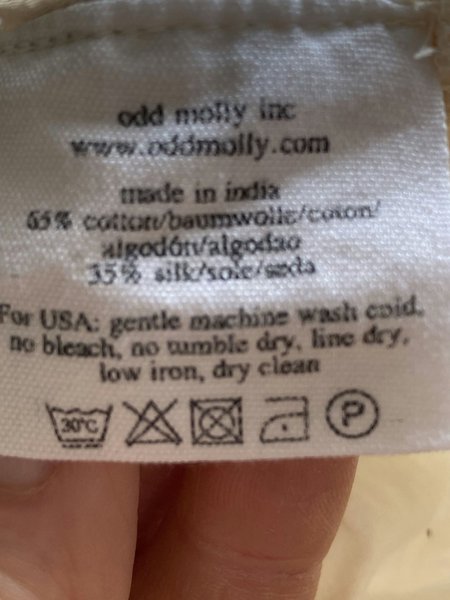 odd molly inc
www.oddmolly.com
made in india
65% cotton/baumwolle/coton/
algodón/algodao
35% silk/soie/seda
For USA: gentle machine wash cold.
no bleach, no tumble dry, line dry,
low iron, dry clean
30°C
P